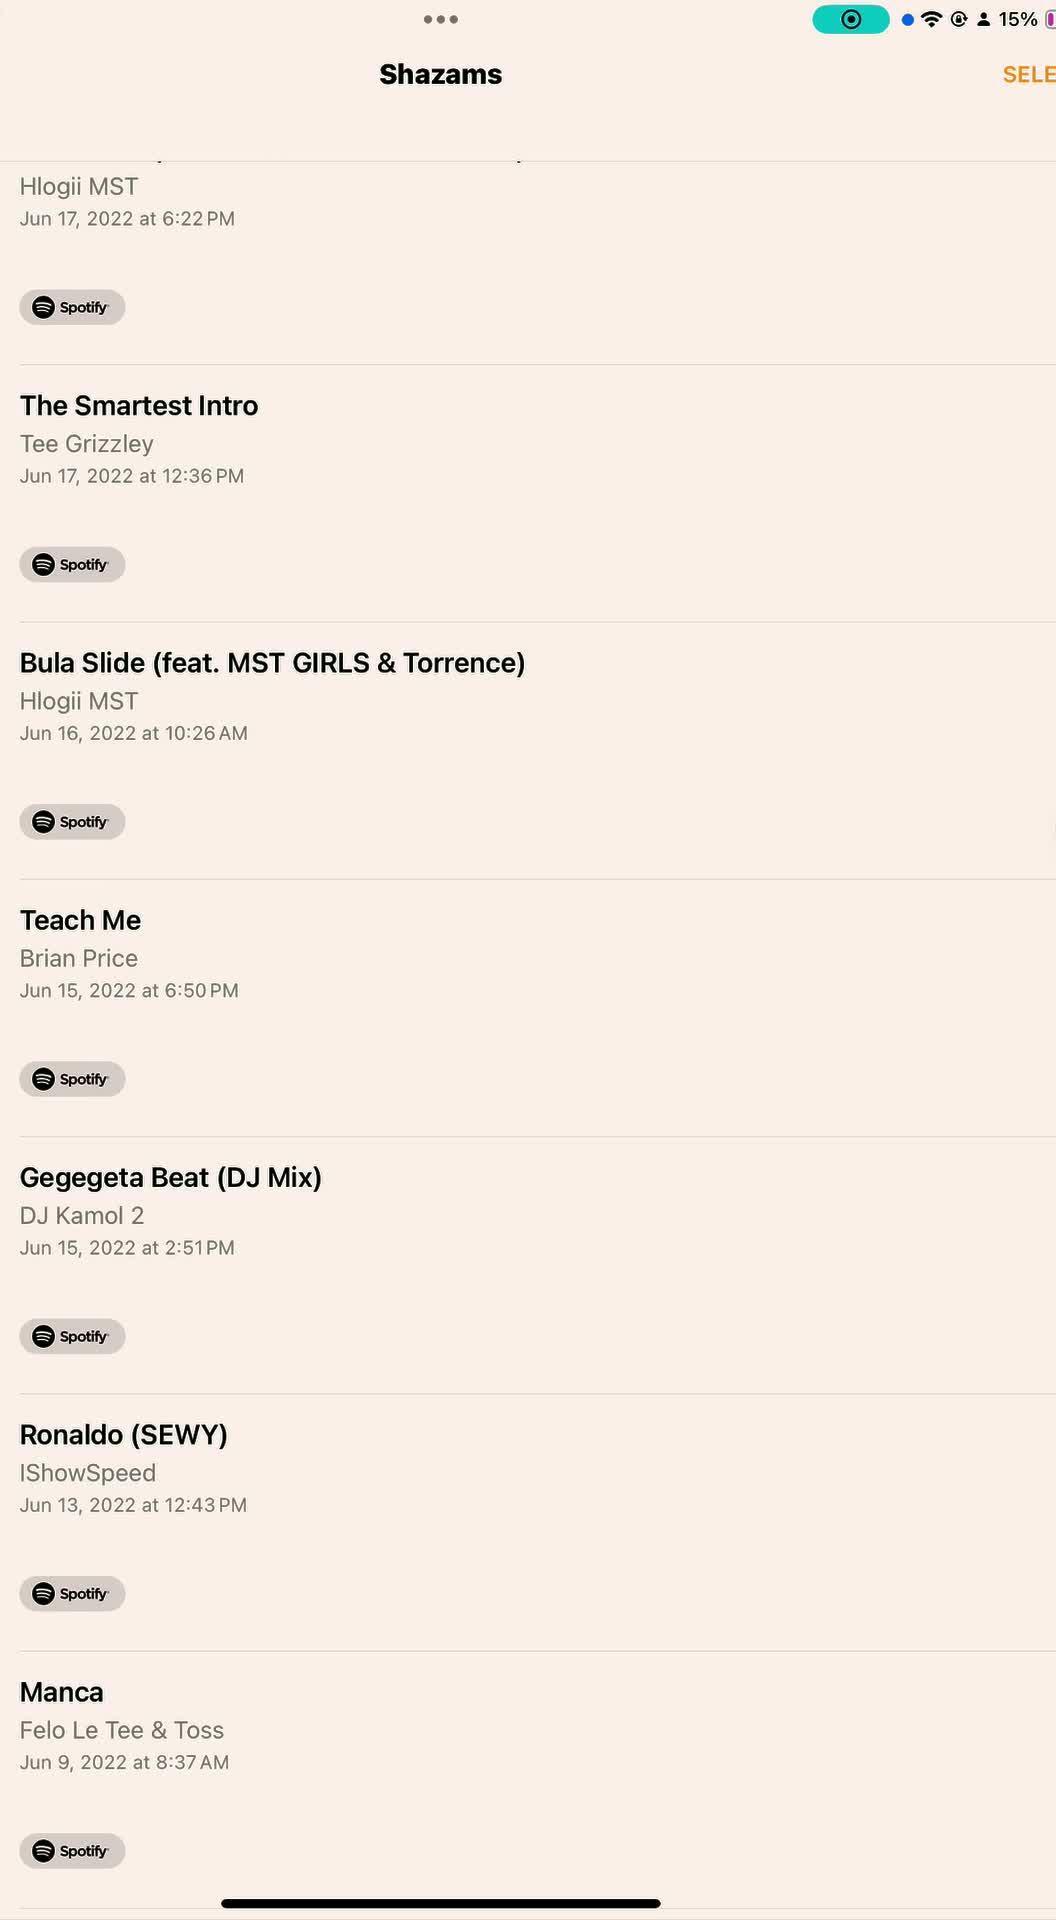 15%
Shazams
SELE
Hlogii MST
Jun 17, 2022 at 6:22 PM
Spotify
The Smartest Intro
Tee Grizzley
Jun 17, 2022 at 12:36 PM
Spotify
Bula Slide (feat. MST GIRLS & Torrence)
Hlogii MST
Jun 16, 2022 at 10:26 AM
Spotify
Teach Me
Brian Price
Jun 15, 2022 at 6:50 PM
Spotify
Gegegeta Beat (DJ Mix)
DJ Kamol 2
Jun 15, 2022 at 2:51 PM
Spotify
Ronaldo (SEWY)
IShowSpeed
Jun 13, 2022 at 12:43 PM
Spotify
Manca
Felo Le Tee & Toss
Jun 9, 2022 at 8:37 AM
Spotify